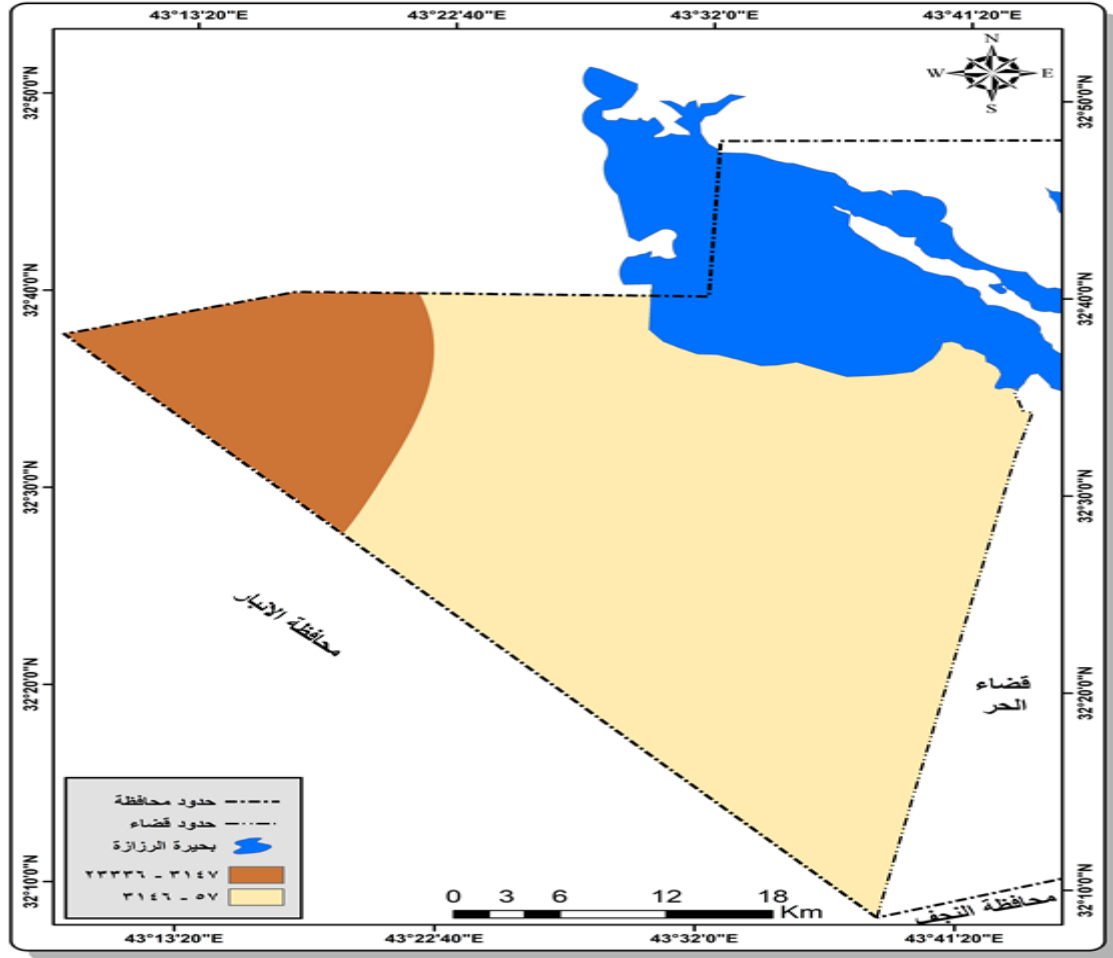 43°13'20"E 43°22'40"E 43°32'0"E 43°41'20"E
N
W E
S
32°50'0"N 32°50'0"N
32°40'0"N 32°40'0"N
32°30'0"N 32°30'0"N
محافظة الانبار
32°20'0"N 32°20'0"N
قضاء
الحر
حدود محافظة
حدود قضاء
بحيرة الرزازة
٣١٤٧ - ٢٣٣٣٦
٥٧ - ٣١٤٦
32°10'0"N 32°10'0"N
0 3 6 12 18
Km
محافظة النجف
43°13'20"E 43°22'40"E 43°32'0"E 43°41'20"E